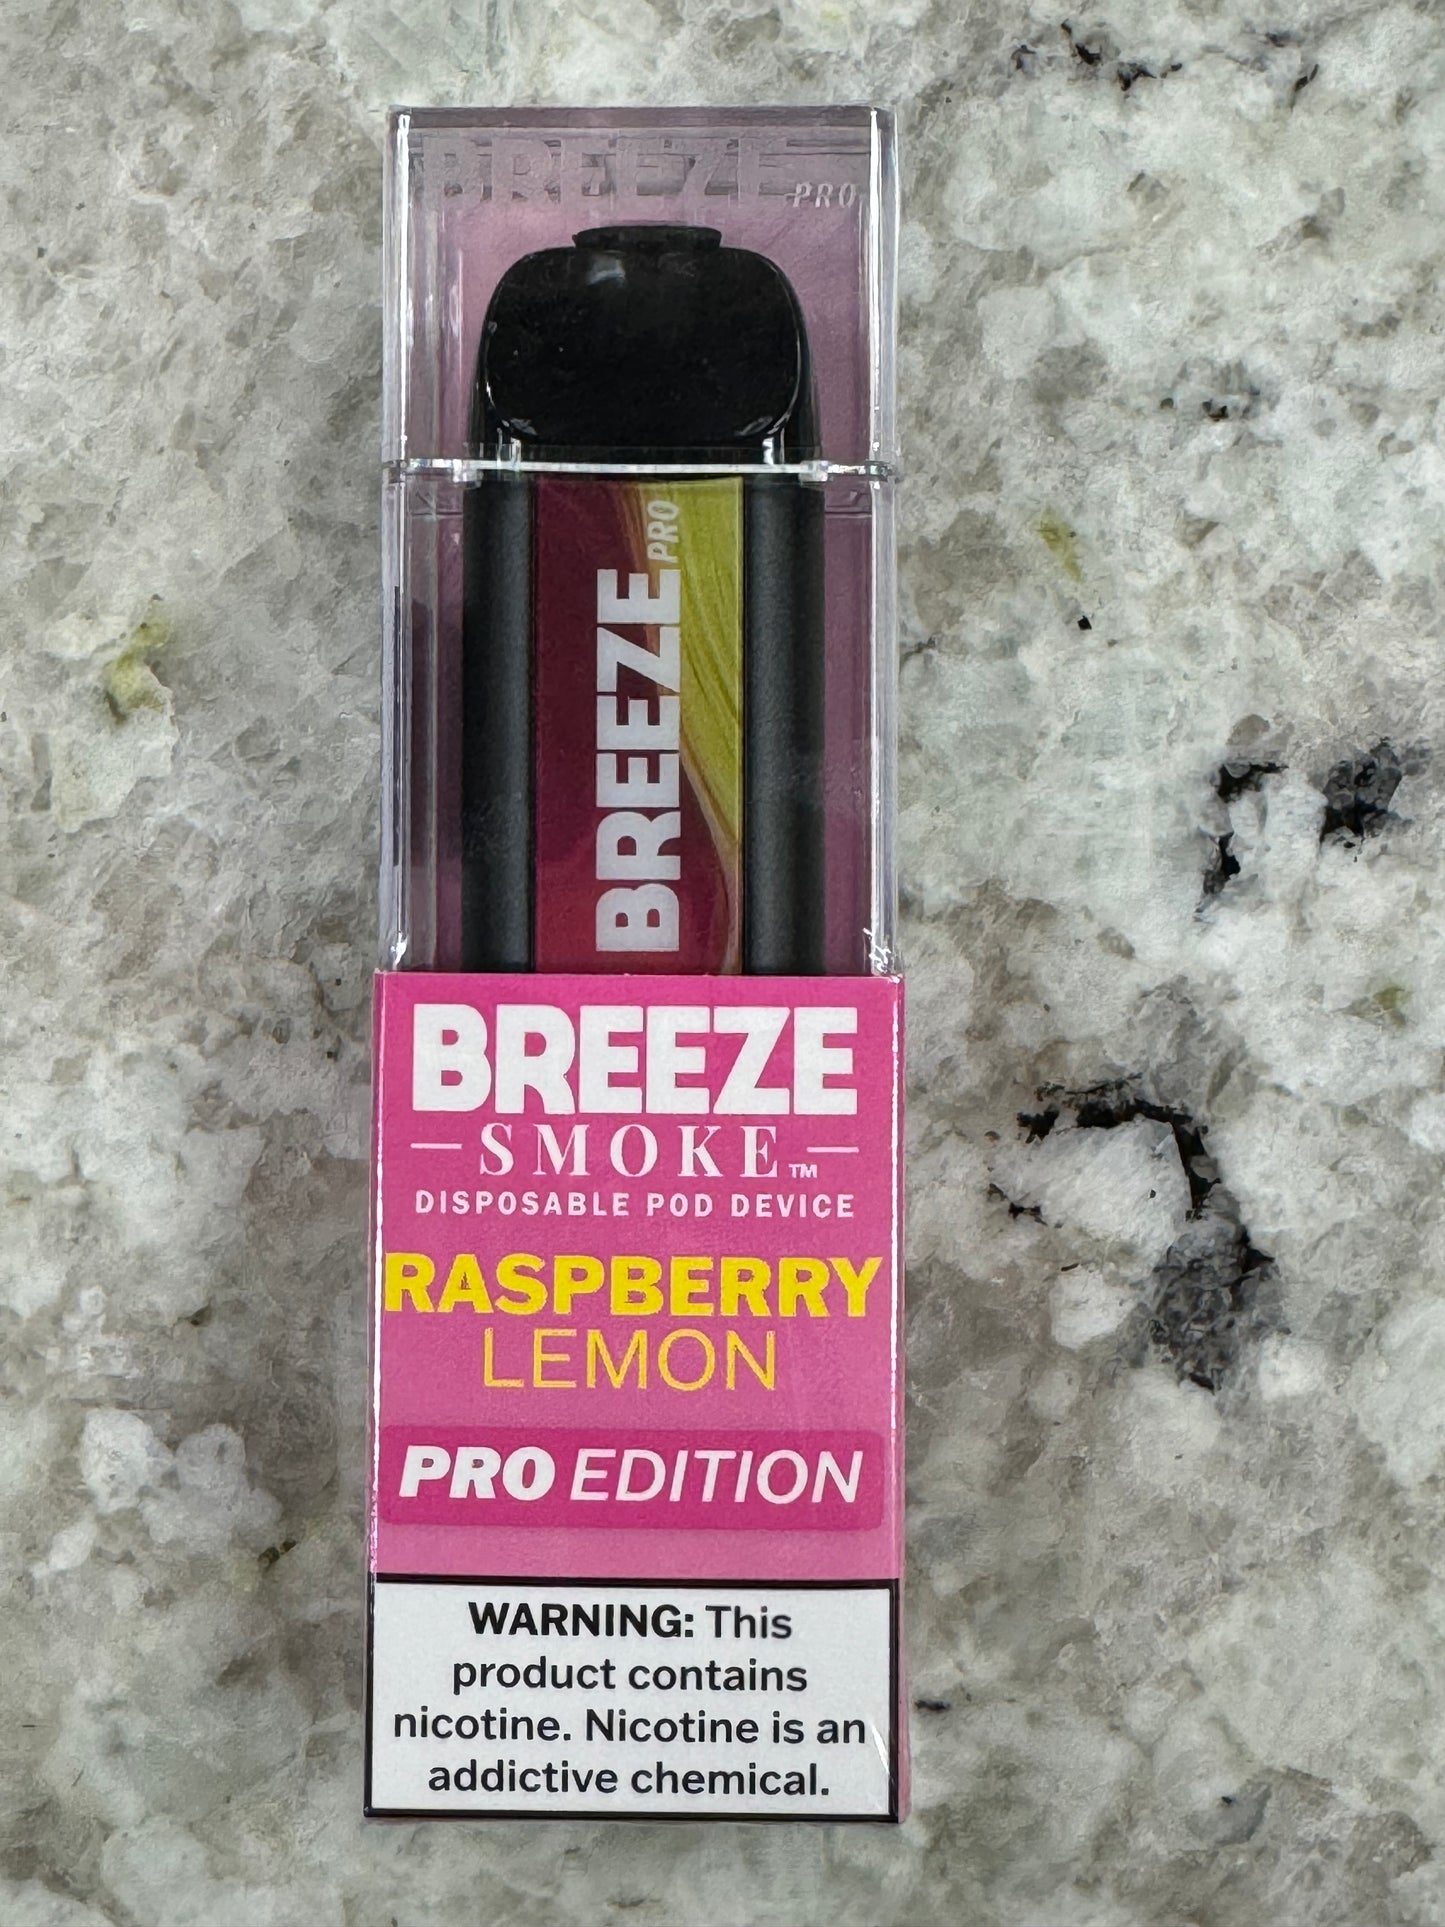 BREEZE PRO
BREEZE PRO
BREEZE
SMOKE™
DISPOSABLE POD DEVICE
RASPBERRY
LEMON
PRO EDITION
WARNING: This
product contains
nicotine. Nicotine is an
addictive chemical.